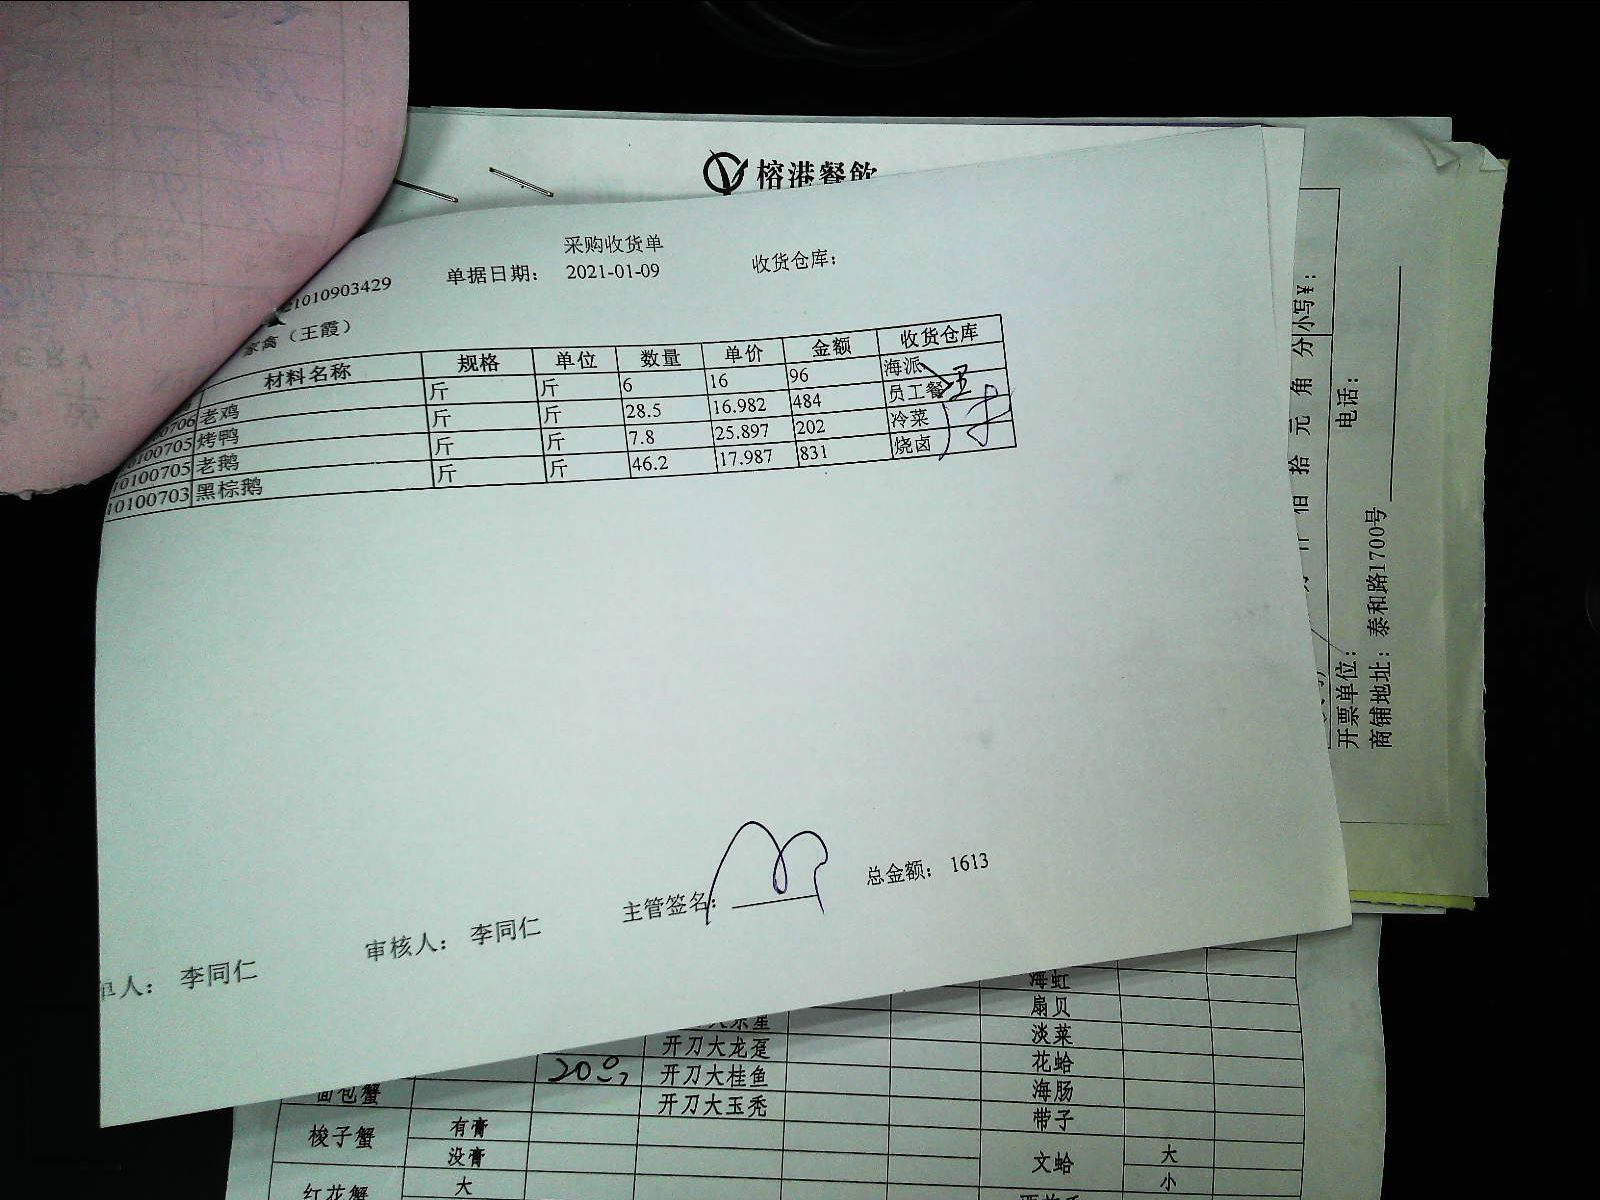 榕港餐飲
采购收货单
1010903429 单据日期： 2021-01-09 收货仓库：
家禽（王霞）
材料名称 规格 单位 数量 单价 金额 收货仓库
0706 老鸡 斤 斤 6 16 96 海派
0100705 烤鸭 斤 斤 28.5 16.982 484 员工餐
10100705 老鹅 斤 斤 7.8 25.897 202 冷菜
10100703 黑棕鹅 斤 斤 46.2 17.987 831 烧卤
单人： 李同仁 审核人： 李同仁 主管签名： 总金额： 1613
小写¥：
佰 拾 元 角 分
电话：
开票单位：
商铺地址：泰和路1700号
海虹
扇贝
开刀大龙趸 淡菜
开刀大桂鱼 花蛤
面包蟹 开刀大玉秃 海肠
带子
梭子蟹 有膏
没膏 文蛤 大
小
红花蟹 大